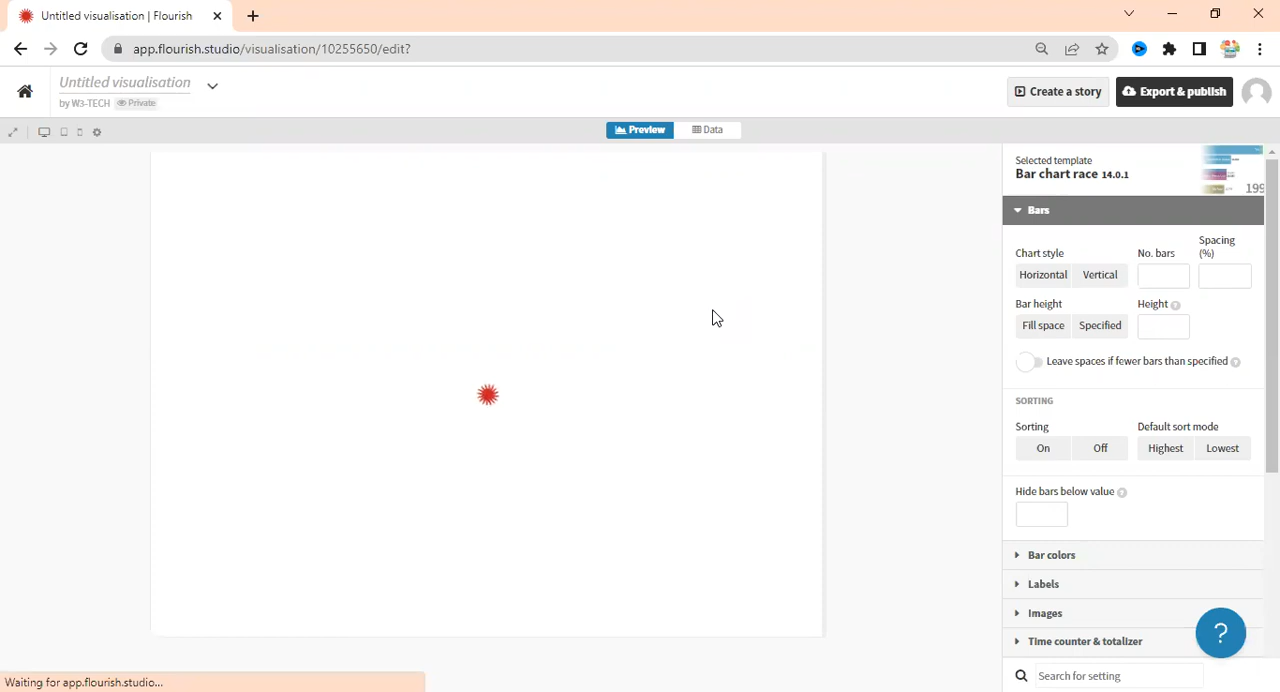 Untitled visualisation | Flourish
app.flourish.studio/visualisation/10255650/edit?
Untitled visualisation
by W3-TECH Private
Create a story
Export & publish
Preview
Data
Selected template
Bar chart race 14.0.1
199
Bars
Chart style
No. bars
Spacing (%)
Horizontal
Vertical
Bar height
Height
Fill space
Specified
Leave spaces if fewer bars than specified
SORTING
Sorting
Default sort mode
On
Off
Highest
Lowest
Hide bars below value
Bar colors
Labels
Images
Time counter & totalizer
?
Search for setting
Waiting for app.flourish.studio...